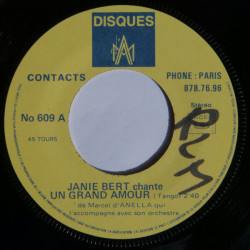 DISQUES
CONTACTS
PHONE : PARIS
878.76.96
No 609 A
Stéréo
45 TOURS
JANIE BERT chante
UN GRAND AMOUR (Tango) 2'40
de Marcel d'ANELLA qui
l'accompagne avec son orchestre